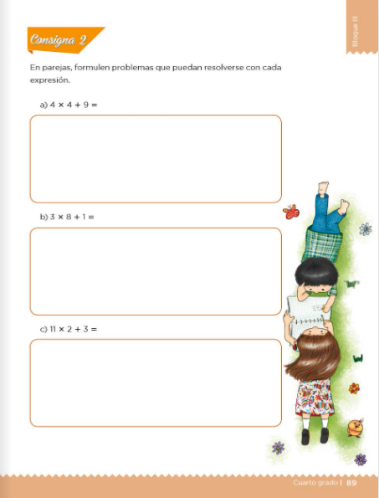 Bloque III
Consigna 2
En parejas, formulen problemas que puedan resolverse con cada
expresión.
a) 4 × 4 + 9 =
b) 3 × 8 + 1 =
c) 11 × 2 + 3 =
Cuarto grado | 89